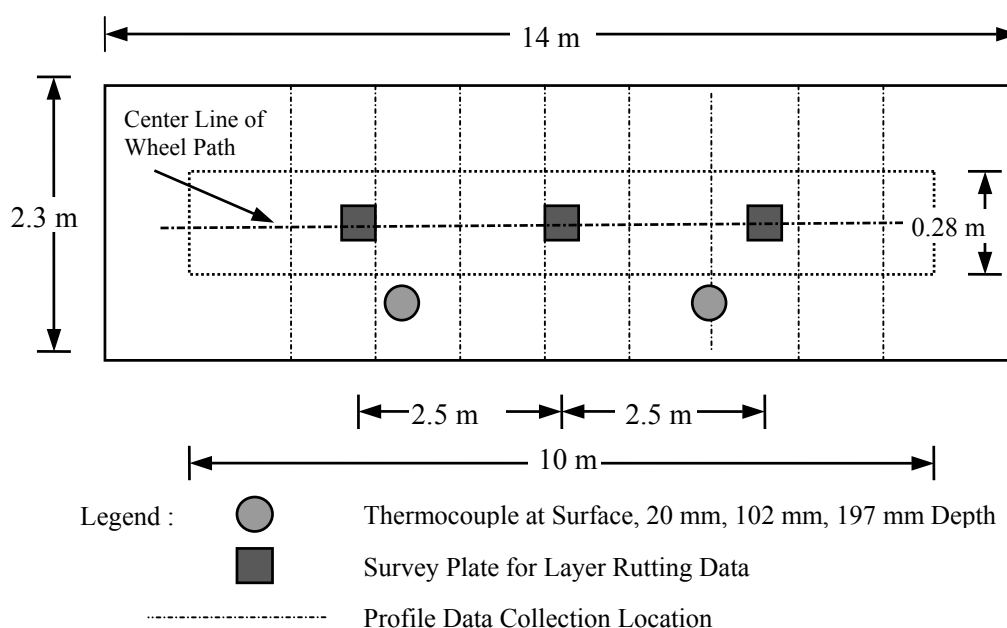 14 m
Center Line of
Wheel Path
2.3 m
0.28 m
2.5 m
2.5 m
10 m
Legend :
Thermocouple at Surface, 20 mm, 102 mm, 197 mm Depth
Survey Plate for Layer Rutting Data
Profile Data Collection Location